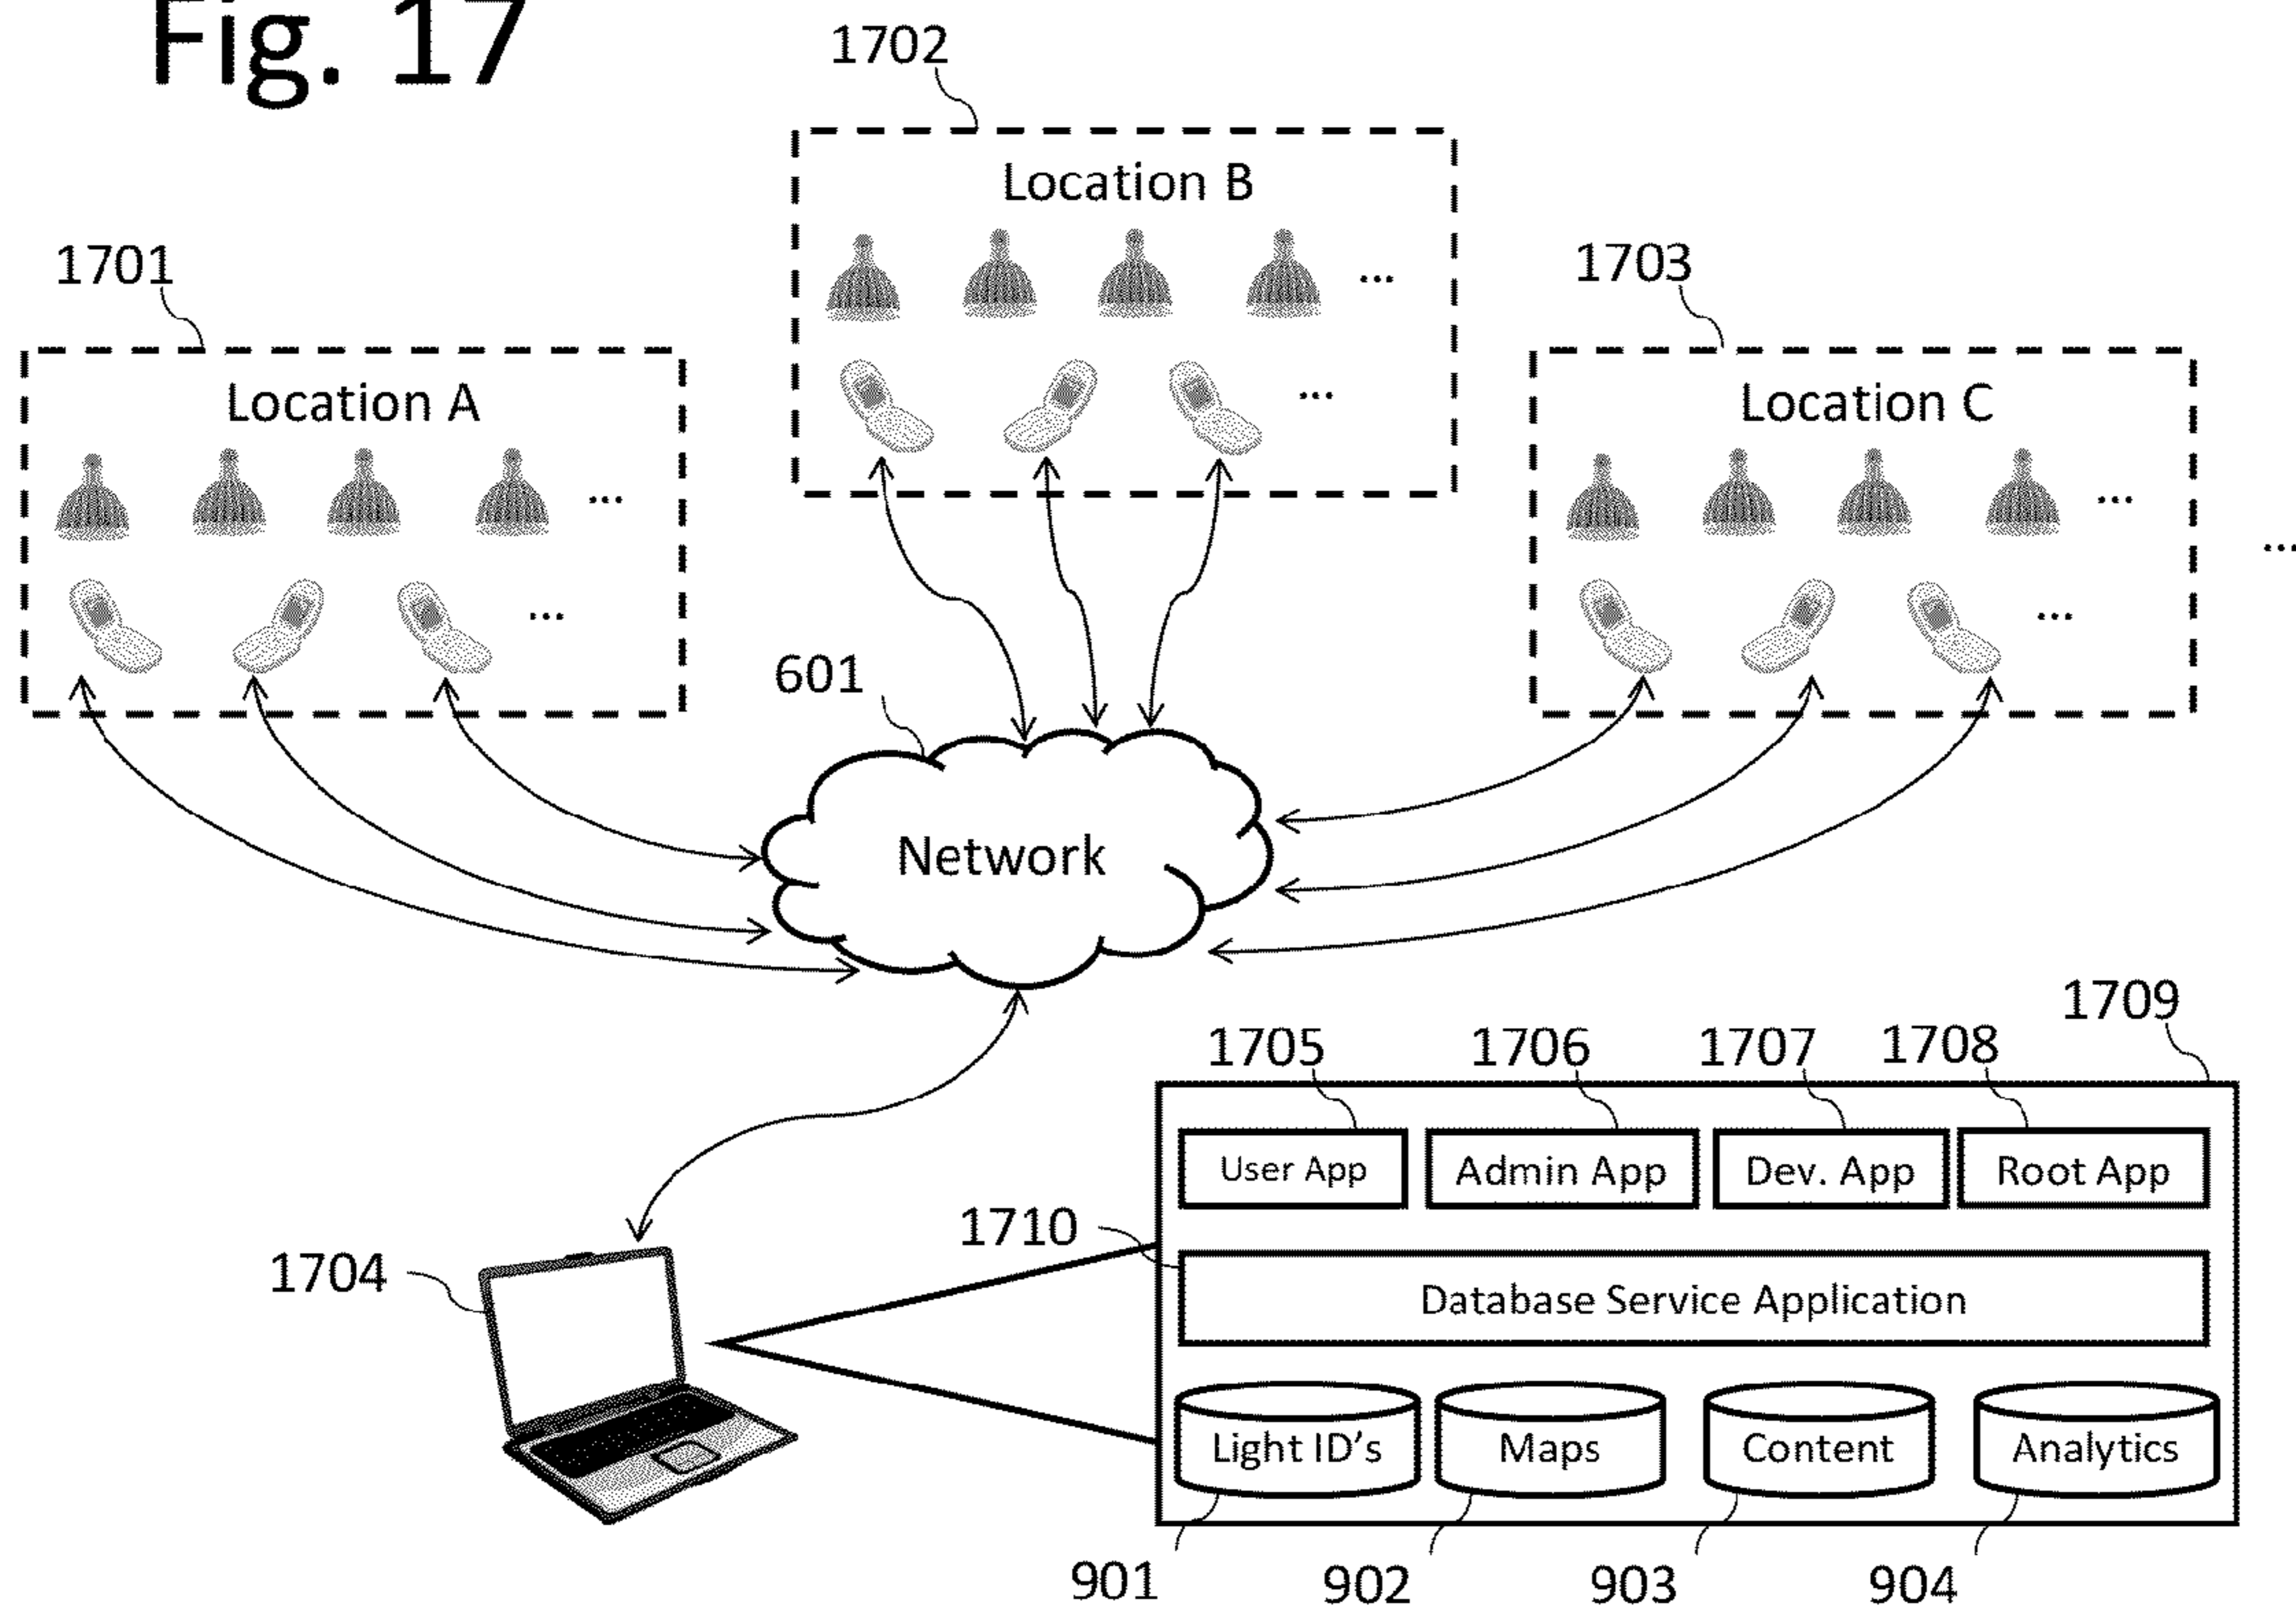 Fig. 17
1702
Location B
...
...
1701
Location A
...
...
1703
Location C
...
...
...
601
Network
1709
1705
1706
1707
1708
User App
Admin App
Dev. App
Root App
1710
Database Service Application
1704
Light ID's
Maps
Content
Analytics
901
902
903
904